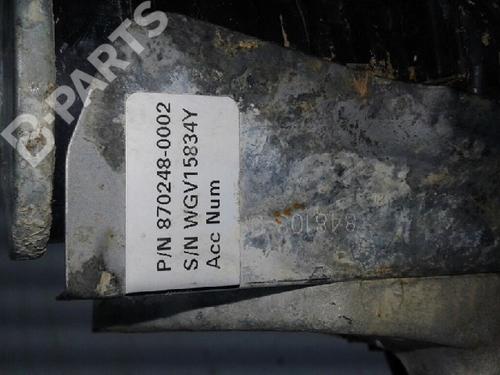 B-PARTS
P/N 870248-0002
S/N WGV15834Y
Acc Num